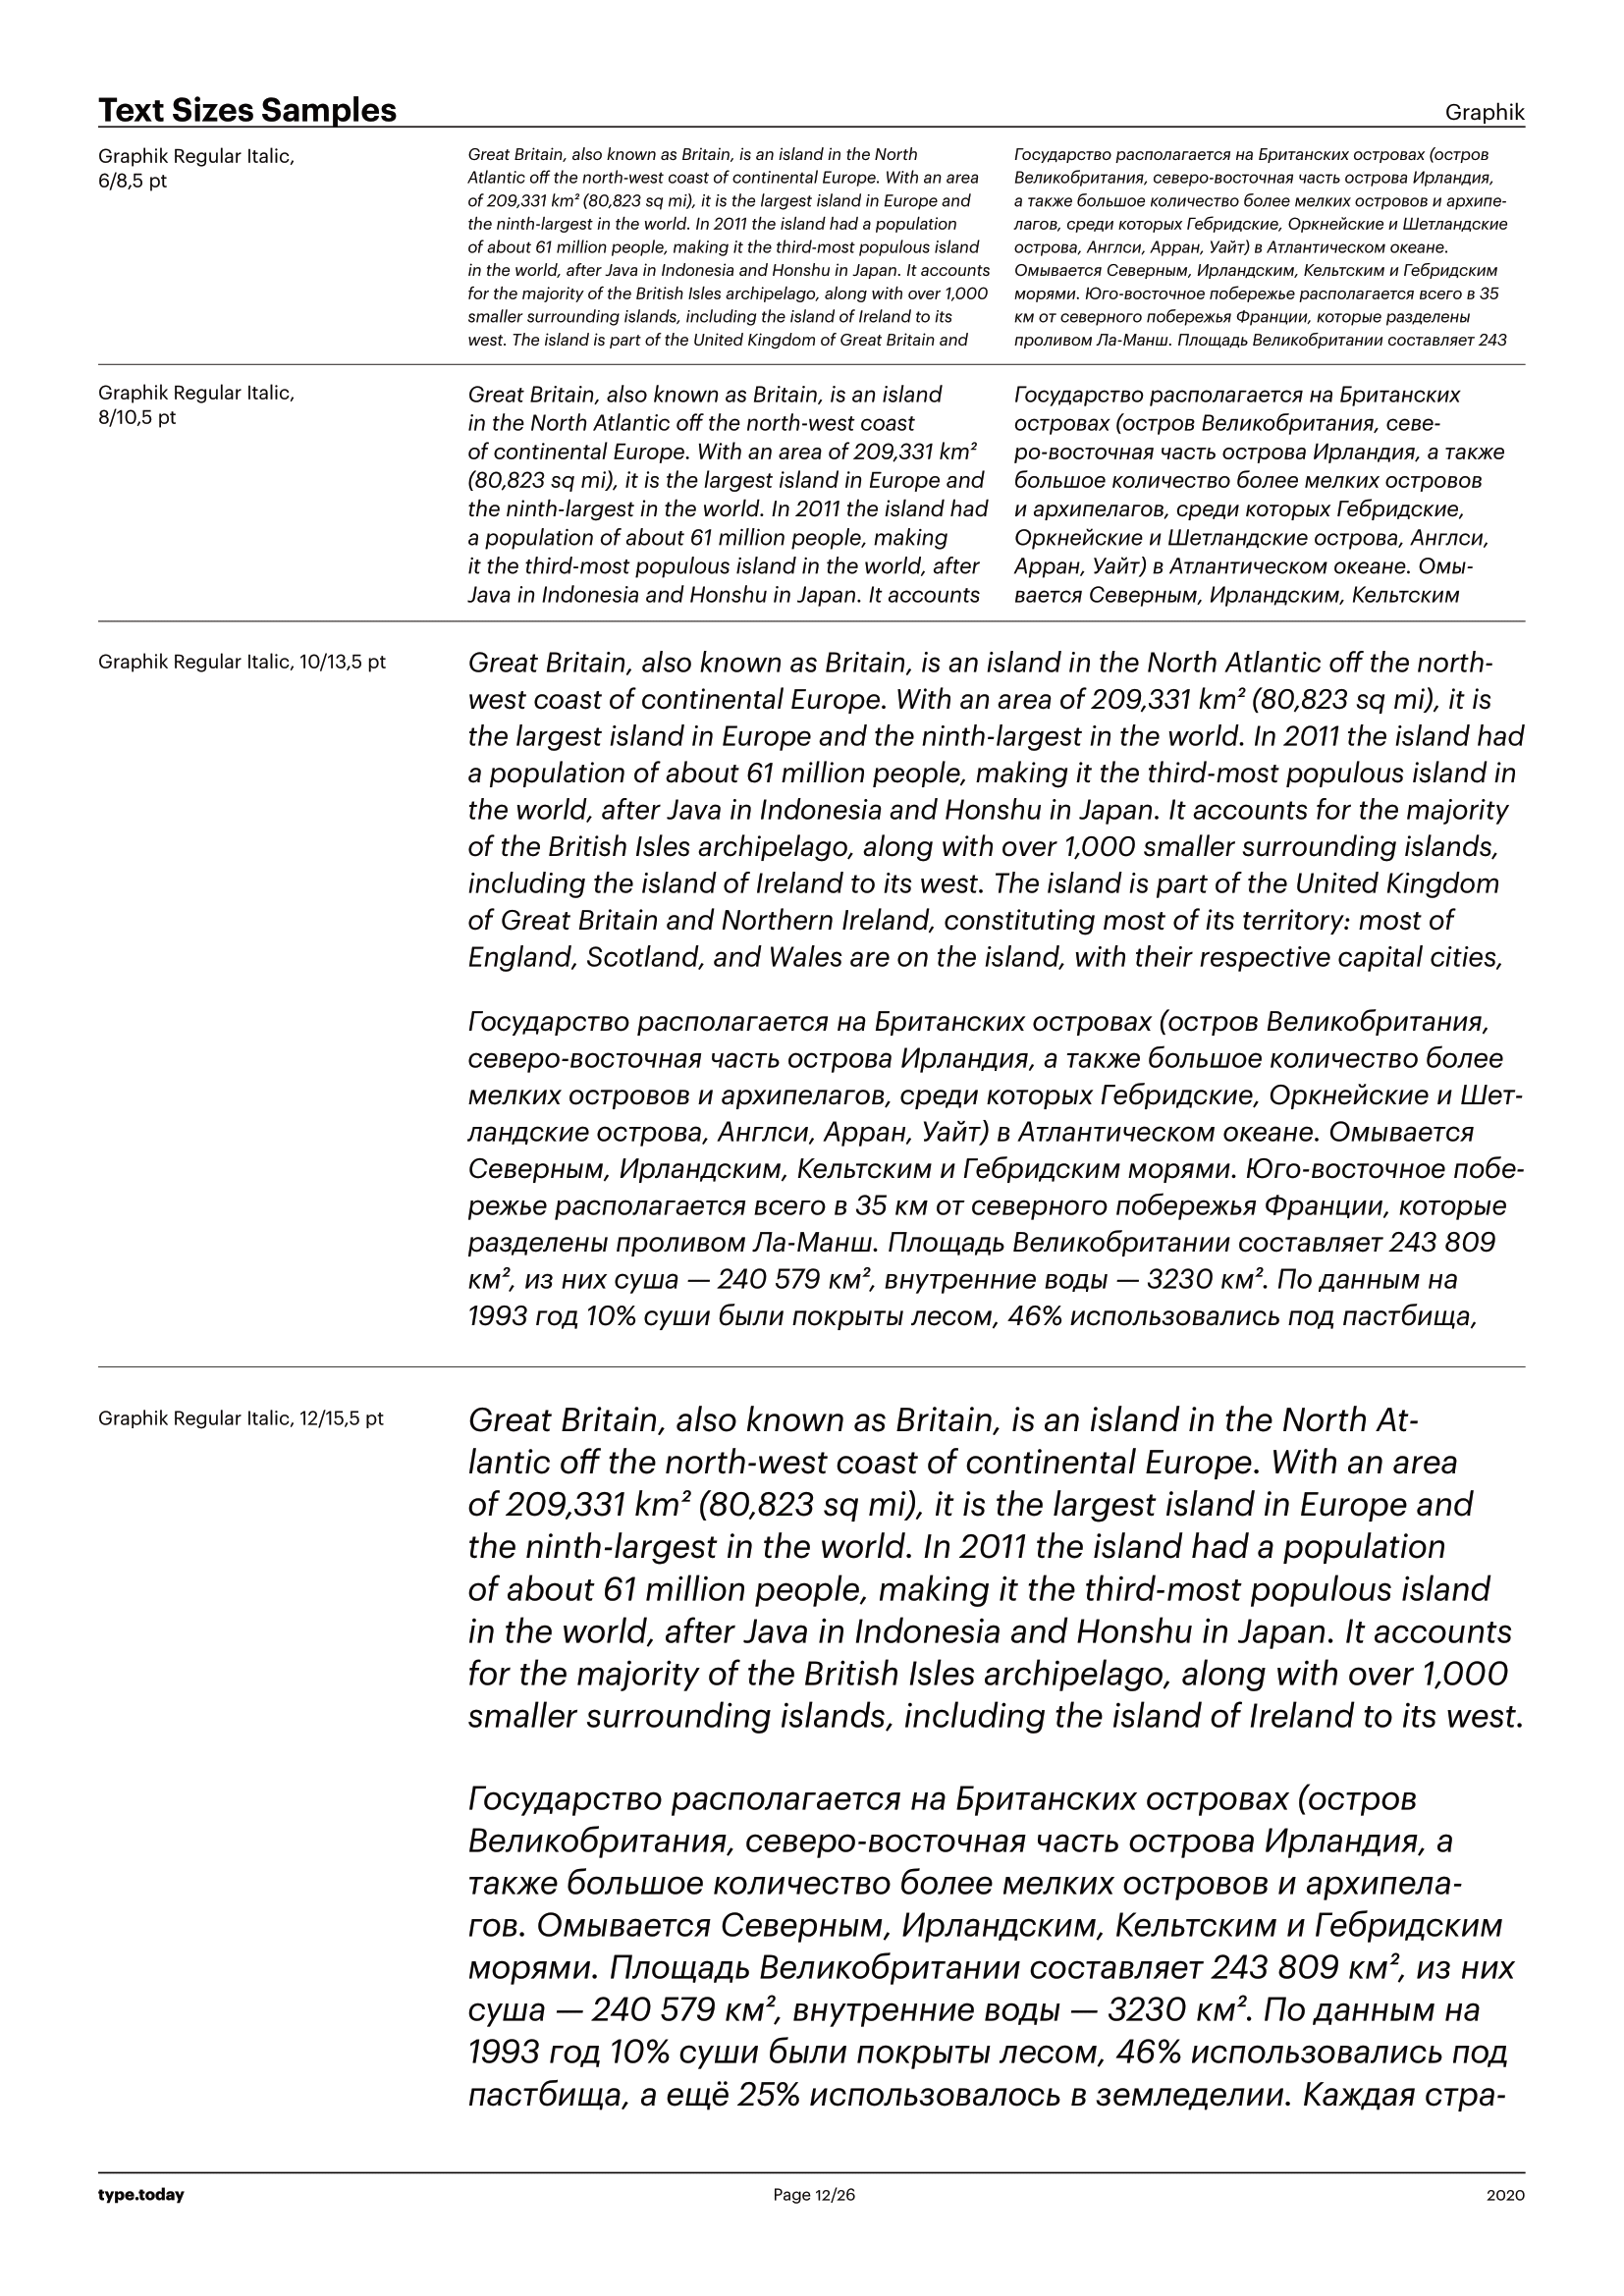 Text Sizes Samples
Graphik
Graphik Regular Italic,
6/8,5 pt
Great Britain, also known as Britain, is an island in the North
Atlantic off the north-west coast of continental Europe. With an area
of 209,331 km² (80,823 sq mi), it is the largest island in Europe and
the ninth-largest in the world. In 2011 the island had a population
of about 61 million people, making it the third-most populous island
in the world, after Java in Indonesia and Honshu in Japan. It accounts
for the majority of the British Isles archipelago, along with over 1,000
smaller surrounding islands, including the island of Ireland to its
west. The island is part of the United Kingdom of Great Britain and
Государство располагается на Британских островах (остров
Великобритания, северо-восточная часть острова Ирландия,
а также большое количество более мелких островов и архипе-
лагов, среди которых Гебридские, Оркнейские и Шетландские
острова, Англси, Арран, Уайт) в Атлантическом океане.
Омывается Северным, Ирландским, Кельтским и Гебридским
морями. Юго-восточное побережье располагается всего в 35
км от северного побережья Франции, которые разделены
проливом Ла-Манш. Площадь Великобритании составляет 243
Graphik Regular Italic,
8/10,5 pt
Great Britain, also known as Britain, is an island
in the North Atlantic off the north-west coast
of continental Europe. With an area of 209,331 km²
(80,823 sq mi), it is the largest island in Europe and
the ninth-largest in the world. In 2011 the island had
a population of about 61 million people, making
it the third-most populous island in the world, after
Java in Indonesia and Honshu in Japan. It accounts
Государство располагается на Британских
островах (остров Великобритания, севе-
ро-восточная часть острова Ирландия, а также
большое количество более мелких островов
и архипелагов, среди которых Гебридские,
Оркнейские и Шетландские острова, Англси,
Арран, Уайт) в Атлантическом океане. Омы-
вается Северным, Ирландским, Кельтским
Graphik Regular Italic, 10/13,5 pt
Great Britain, also known as Britain, is an island in the North Atlantic off the north-
west coast of continental Europe. With an area of 209,331 km² (80,823 sq mi), it is
the largest island in Europe and the ninth-largest in the world. In 2011 the island had
a population of about 61 million people, making it the third-most populous island in
the world, after Java in Indonesia and Honshu in Japan. It accounts for the majority
of the British Isles archipelago, along with over 1,000 smaller surrounding islands,
including the island of Ireland to its west. The island is part of the United Kingdom
of Great Britain and Northern Ireland, constituting most of its territory: most of
England, Scotland, and Wales are on the island, with their respective capital cities,
Государство располагается на Британских островах (остров Великобритания,
северо-восточная часть острова Ирландия, а также большое количество более
мелких островов и архипелагов, среди которых Гебридские, Оркнейские и Шет-
ландские острова, Англси, Арран, Уайт) в Атлантическом океане. Омывается
Северным, Ирландским, Кельтским и Гебридским морями. Юго-восточное побе-
режье располагается всего в 35 км от северного побережья Франции, которые
разделены проливом Ла-Манш. Площадь Великобритании составляет 243 809
км², из них суша — 240 579 км², внутренние воды — 3230 км². По данным на
1993 год 10% суши были покрыты лесом, 46% использовались под пастбища,
Graphik Regular Italic, 12/15,5 pt
Great Britain, also known as Britain, is an island in the North At-
lantic off the north-west coast of continental Europe. With an area
of 209,331 km² (80,823 sq mi), it is the largest island in Europe and
the ninth-largest in the world. In 2011 the island had a population
of about 61 million people, making it the third-most populous island
in the world, after Java in Indonesia and Honshu in Japan. It accounts
for the majority of the British Isles archipelago, along with over 1,000
smaller surrounding islands, including the island of Ireland to its west.
Государство располагается на Британских островах (остров
Великобритания, северо-восточная часть острова Ирландия, а
также большое количество более мелких островов и архипела-
гов. Омывается Северным, Ирландским, Кельтским и Гебридским
морями. Площадь Великобритании составляет 243 809 км², из них
суша — 240 579 км², внутренние воды — 3230 км². По данным на
1993 год 10% суши были покрыты лесом, 46% использовались под
пастбища, а ещё 25% использовалось в земледелии. Каждая стра-
type.today
Page 12/26
2020